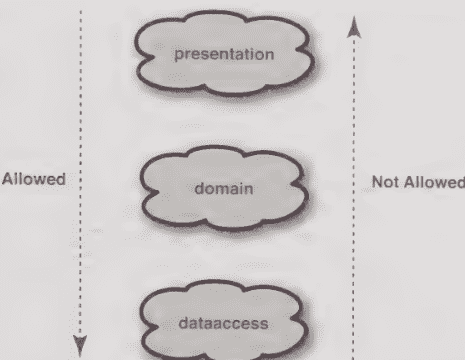 presentation
Allowed
domain
Not Allowed
dataaccess